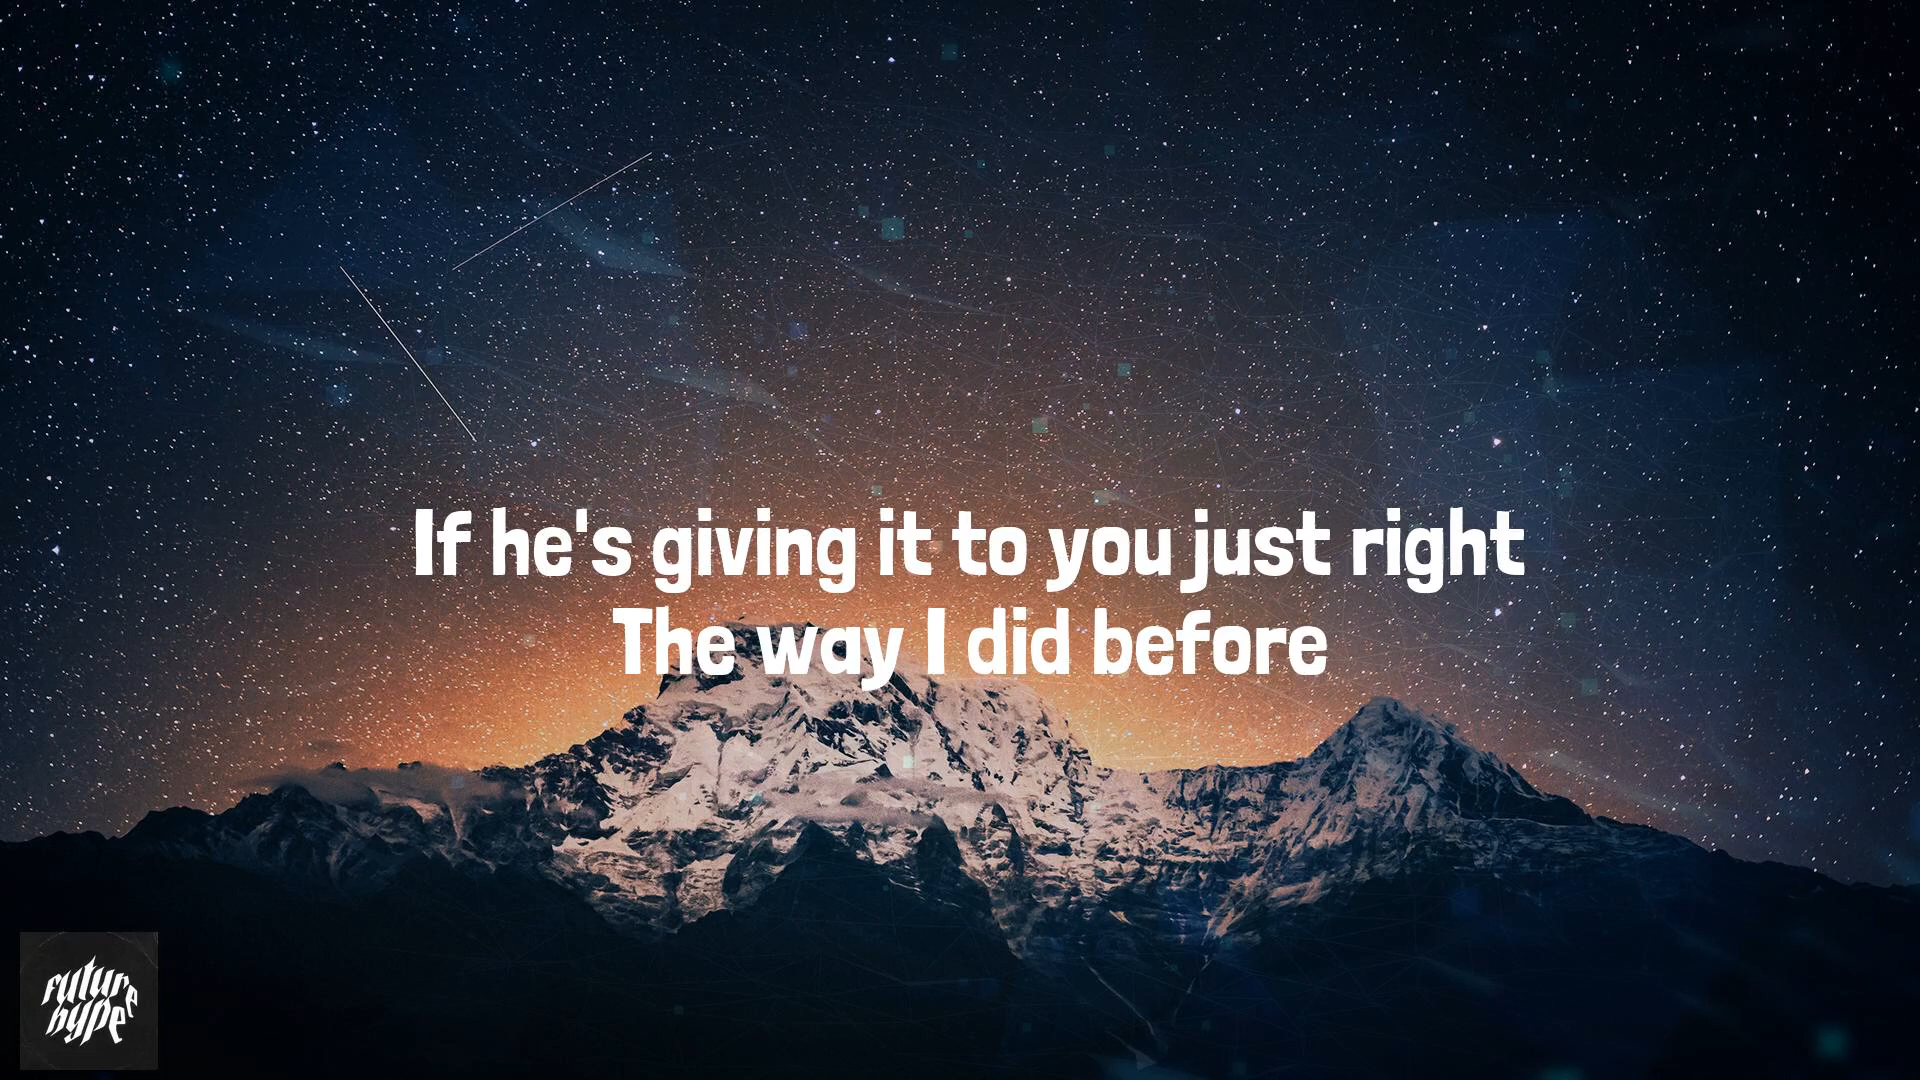 If he's giving it to you just right
The way I did before
future
hype